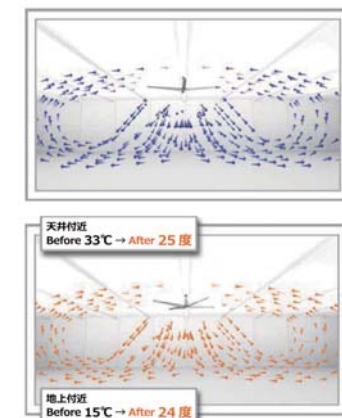 天井付近
Before 33℃ → After 25 度
地上付近
Before 15℃ → After 24 度